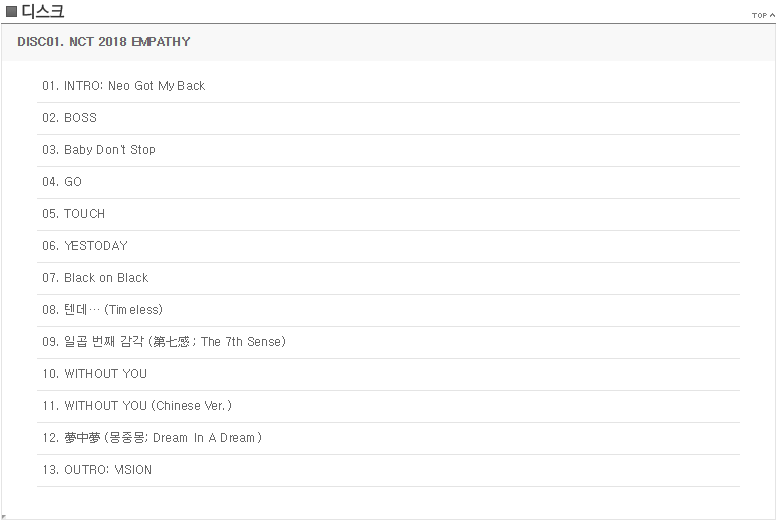 디스크
TOP
DISC01. NCT 2018 EMPATHY
01. INTRO: Neo Got My Back
02. BOSS
03. Baby Don't Stop
04. GO
05. TOUCH
06. YESTODAY
07. Black on Black
08. 텐데… (Timeless)
09. 일곱 번째 감각 (第七感 ; The 7th Sense)
10. WITHOUT YOU
11. WITHOUT YOU (Chinese Ver.)
12. 夢中夢 (몽중몽; Dream In A Dream)
13. OUTRO: VISION